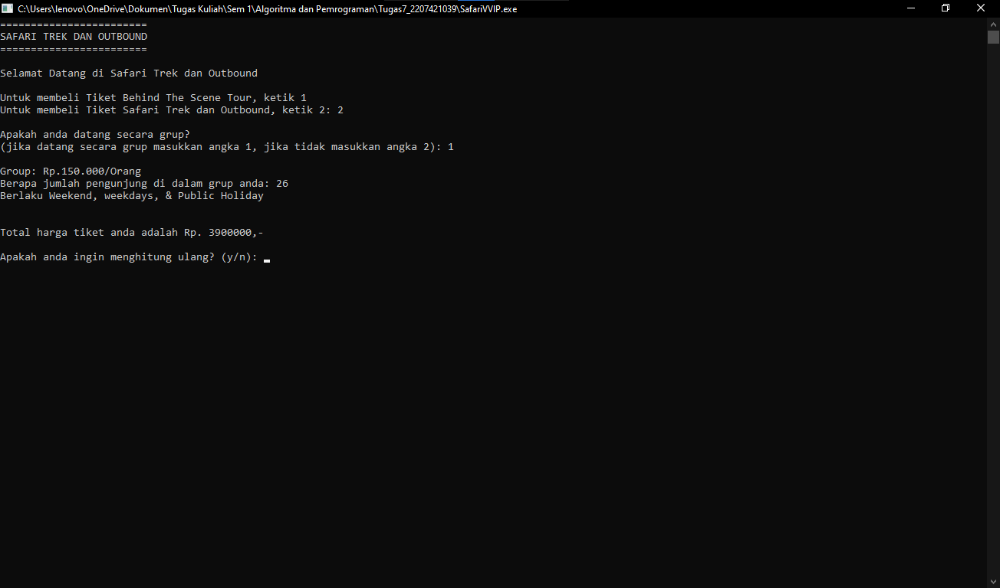 C:\Users\lenovo\OneDrive\Dokumen\Tugas Kuliah\Sem 1\Algoritma dan Pemrograman\Tugas7_2207421039\SafariVVIP.exe
========================
SAFARI TREK DAN OUTBOUND
========================
Selamat Datang di Safari Trek dan Outbound
Untuk membeli Tiket Behind The Scene Tour, ketik 1
Untuk membeli Tiket Safari Trek dan Outbound, ketik 2: 2
Apakah anda datang secara grup?
(jika datang secara grup masukkan angka 1, jika tidak masukkan angka 2): 1
Group: Rp.150.000/Orang
Berapa jumlah pengunjung di dalam grup anda: 26
Berlaku Weekend, weekdays, & Public Holiday
Total harga tiket anda adalah Rp. 3900000,-
Apakah anda ingin menghitung ulang? (y/n):